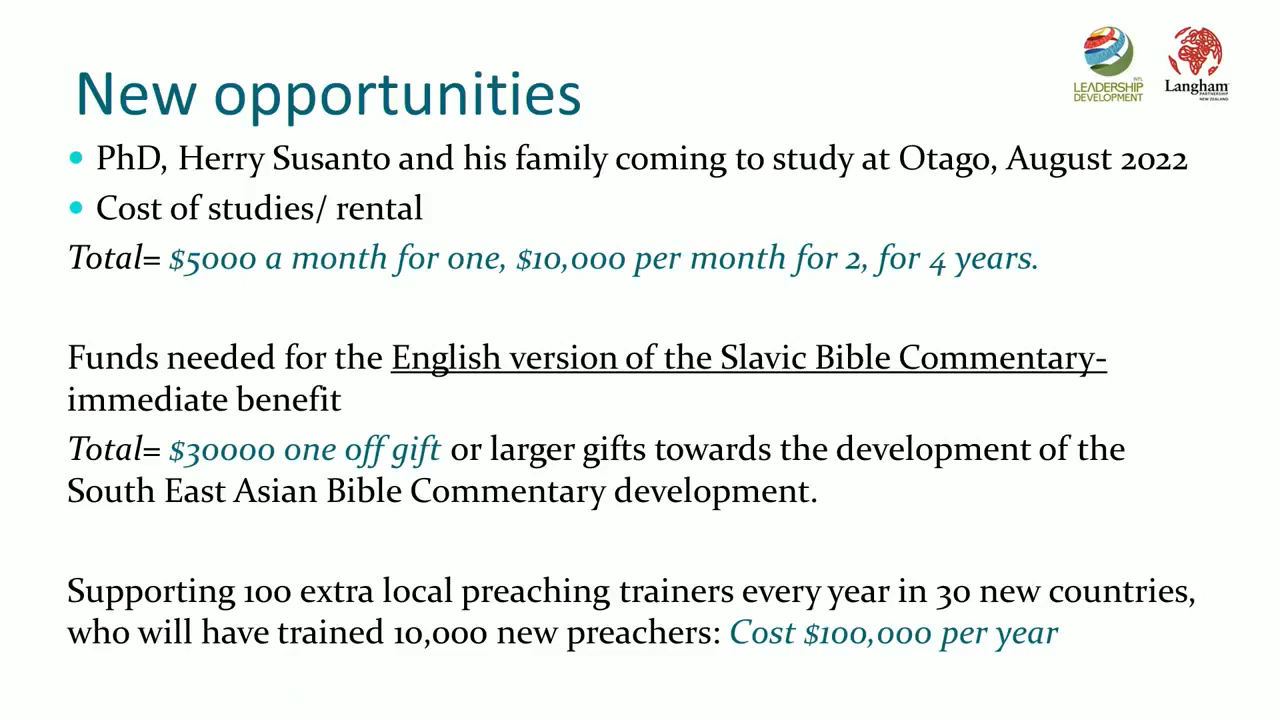 New opportunities
INTL
LEADERSHIP
DEVELOPMENT
Langham
PARTNERSHIP
NEW ZEALAND
• PhD, Herry Susanto and his family coming to study at Otago, August 2022
• Cost of studies/ rental
Total= $5000 a month for one, $10,000 per month for 2, for 4 years.
Funds needed for the English version of the Slavic Bible Commentary-
immediate benefit
Total= $30000 one off gift or larger gifts towards the development of the
South East Asian Bible Commentary development.
Supporting 100 extra local preaching trainers every year in 30 new countries,
who will have trained 10,000 new preachers: Cost $100,000 per year